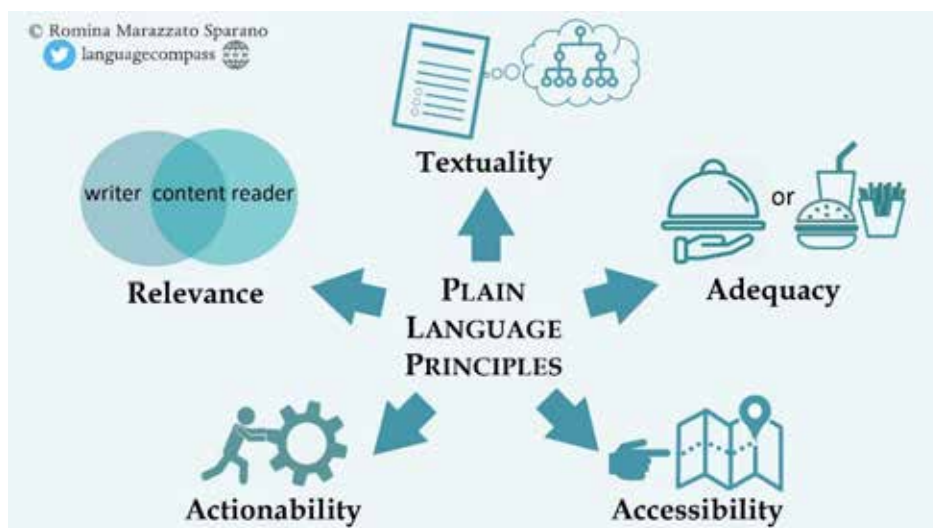 © Romina Marazzato Sparano
languagecompass
Textuality
writer content reader
Relevance
or
Adequacy
PLAIN
LANGUAGE
PRINCIPLES
Actionability
Accessibility